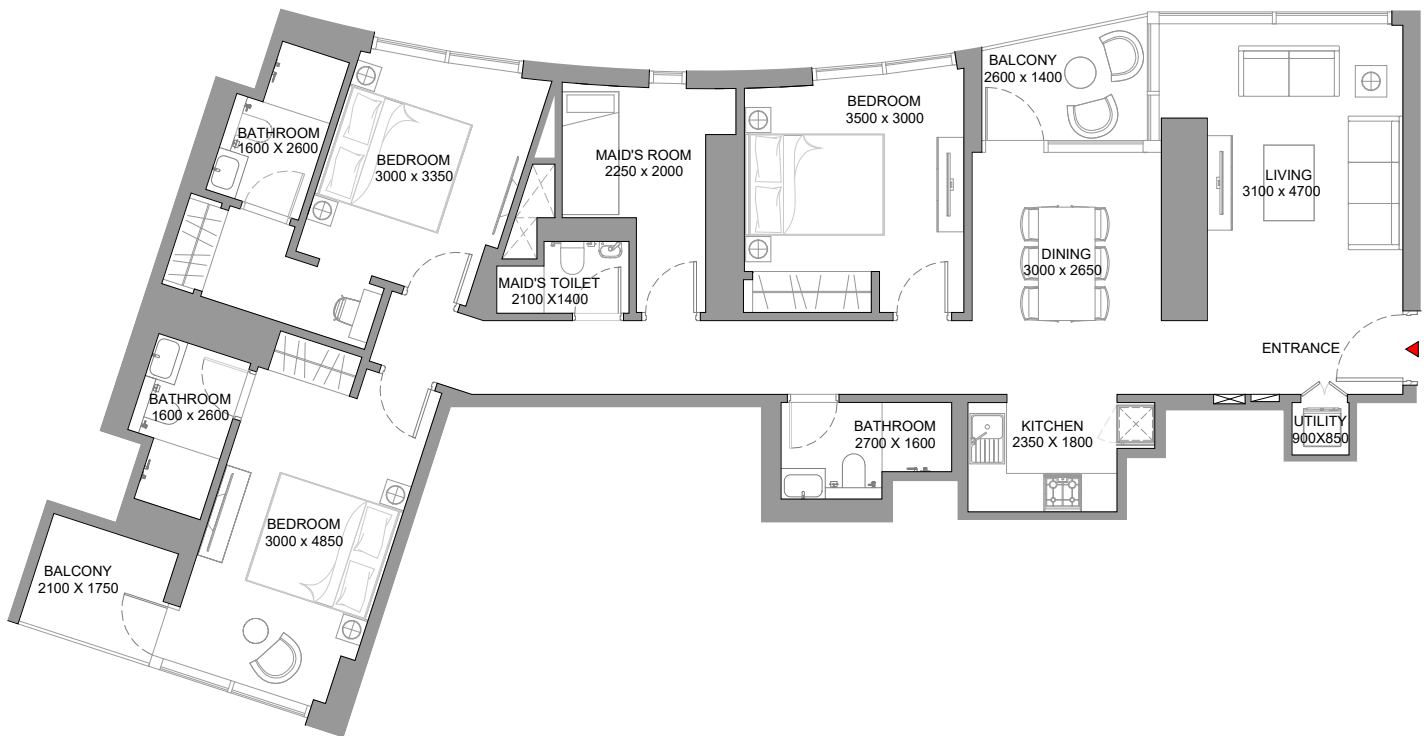 BALCONY
2600 x 1400
BEDROOM
3500 x 3000
BATHROOM
1600 X 2600
BEDROOM
3000 x 3350
MAID'S ROOM
2250 x 2000
LIVING
3100 x 4700
DINING
3000 x 2650
MAID'S TOILET
2100 X1400
ENTRANCE
BATHROOM
1600 X 2600
BATHROOM
2700 X 1600
KITCHEN
2350 X 1800
UTILITY
900X850
BEDROOM
3000 x 4850
BALCONY
2100 X 1750